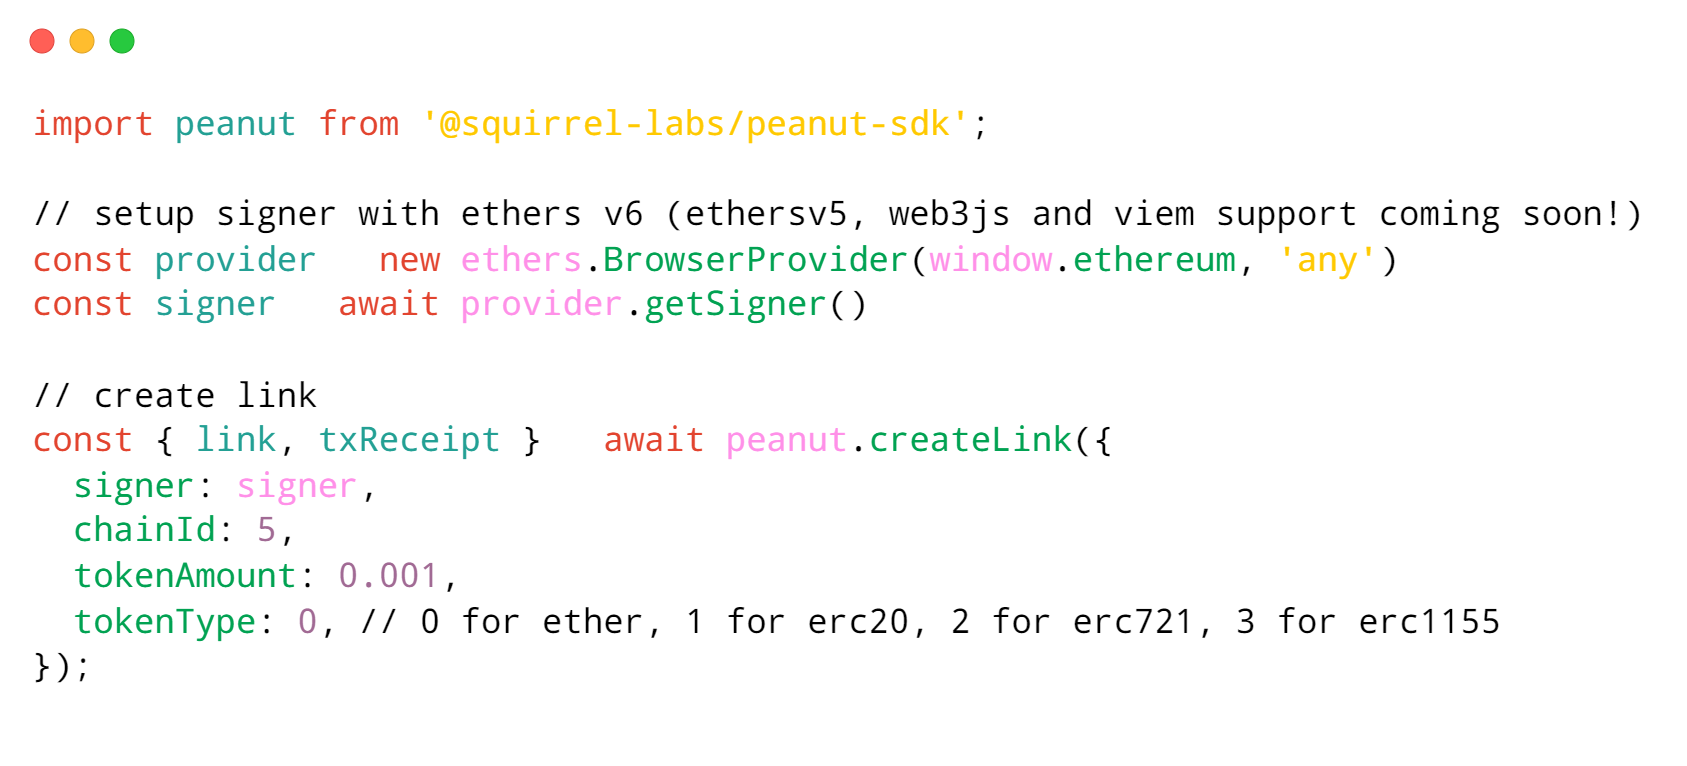 import peanut from '@squirrel-labs/peanut-sdk';
// setup signer with ethers v6 (ethersv5, web3js and viem support coming soon!)
const provider   new ethers.BrowserProvider(window.ethereum, 'any')
const signer   await provider.getSigner()
// create link
const { link, txReceipt }   await peanut.createLink({
  signer: signer,
  chainId: 5,
  tokenAmount: 0.001,
  tokenType: 0, // 0 for ether, 1 for erc20, 2 for erc721, 3 for erc1155
});